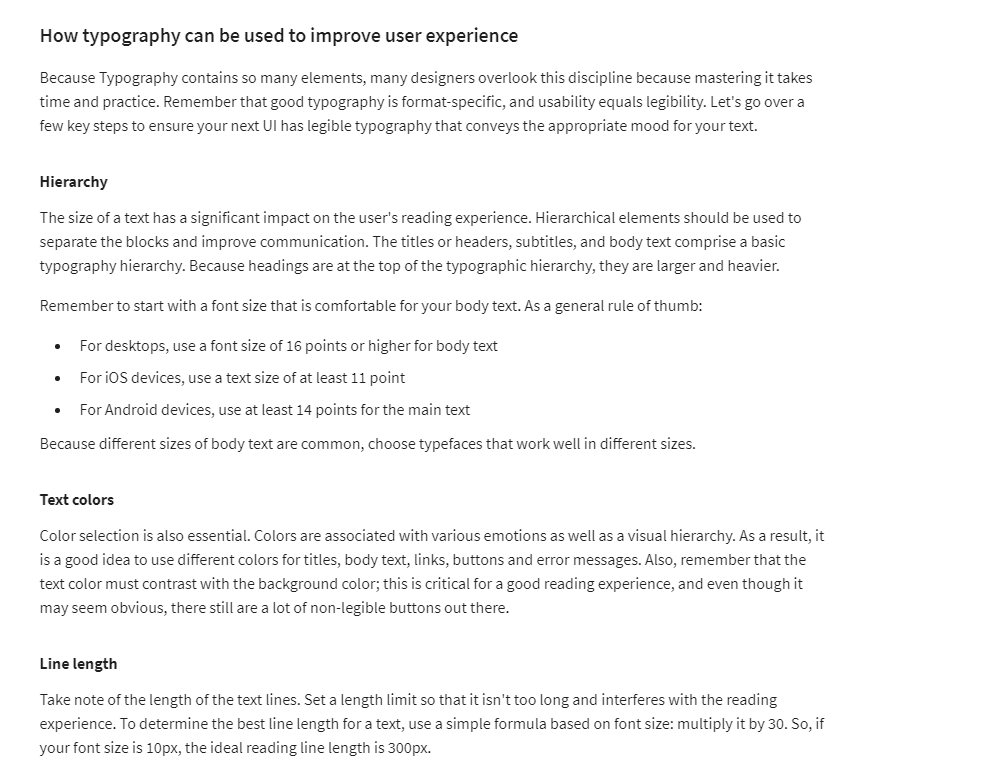 How typography can be used to improve user experience
Because Typography contains so many elements, many designers overlook this discipline because mastering it takes
time and practice. Remember that good typography is format-specific, and usability equals legibility. Let's go over a
few key steps to ensure your next UI has legible typography that conveys the appropriate mood for your text.
Hierarchy
The size of a text has a significant impact on the user's reading experience. Hierarchical elements should be used to
separate the blocks and improve communication. The titles or headers, subtitles, and body text comprise a basic
typography hierarchy. Because headings are at the top of the typographic hierarchy, they are larger and heavier.
Remember to start with a font size that is comfortable for your body text. As a general rule of thumb:
• For desktops, use a font size of 16 points or higher for body text
• For iOS devices, use a text size of at least 11 point
• For Android devices, use at least 14 points for the main text
Because different sizes of body text are common, choose typefaces that work well in different sizes.
Text colors
Color selection is also essential. Colors are associated with various emotions as well as a visual hierarchy. As a result, it
is a good idea to use different colors for titles, body text, links, buttons and error messages. Also, remember that the
text color must contrast with the background color; this is critical for a good reading experience, and even though it
may seem obvious, there still are a lot of non-legible buttons out there.
Line length
Take note of the length of the text lines. Set a length limit so that it isn't too long and interferes with the reading
experience. To determine the best line length for a text, use a simple formula based on font size: multiply it by 30. So, if
your font size is 10px, the ideal reading line length is 300px.